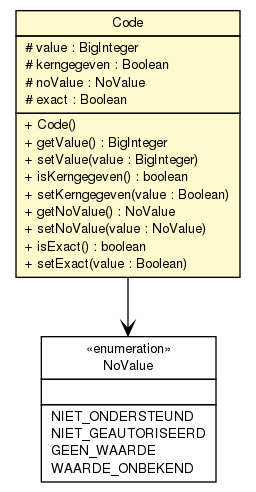 Code
# value : BigInteger
# kerngegeven : Boolean
# noValue : NoValue
# exact : Boolean
+ Code()
+ getValue() : BigInteger
+ setValue(value : BigInteger)
+ isKerngegeven() : boolean
+ setKerngegeven(value : Boolean)
+ getNoValue() : NoValue
+ setNoValue(value : NoValue)
+ isExact() : boolean
+ setExact(value : Boolean)
«enumeration»
NoValue
NIET_ONDERSTEUND
NIET_GEAUTORISEERD
GEEN_WAARDE
WAARDE_ONBEKEND